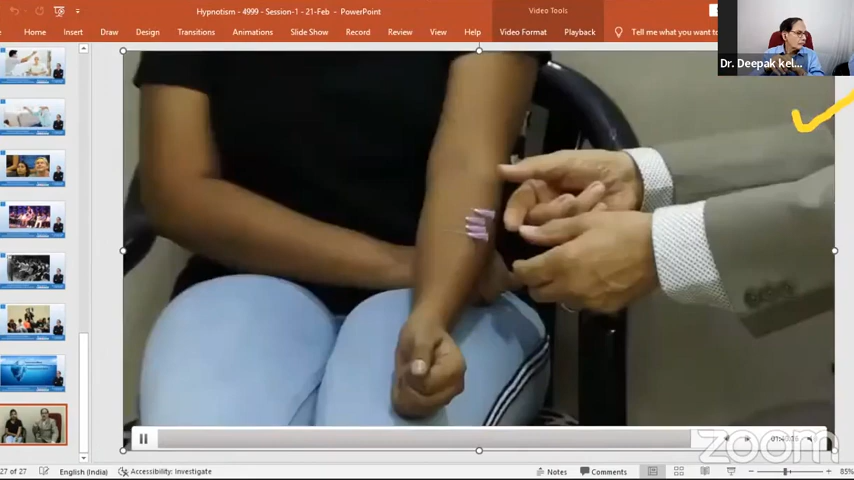 Hypnotism - 4999 - Session-1 - 21-Feb - PowerPoint
Video Tools
Home Insert Draw Design Transitions Animations Slide Show Record Review View Help Video Format Playback Tell me what you want to
Dr. Deepak kel...
zoom
27 of 27 English (India) Accessibility: Investigate Notes Comments 85%